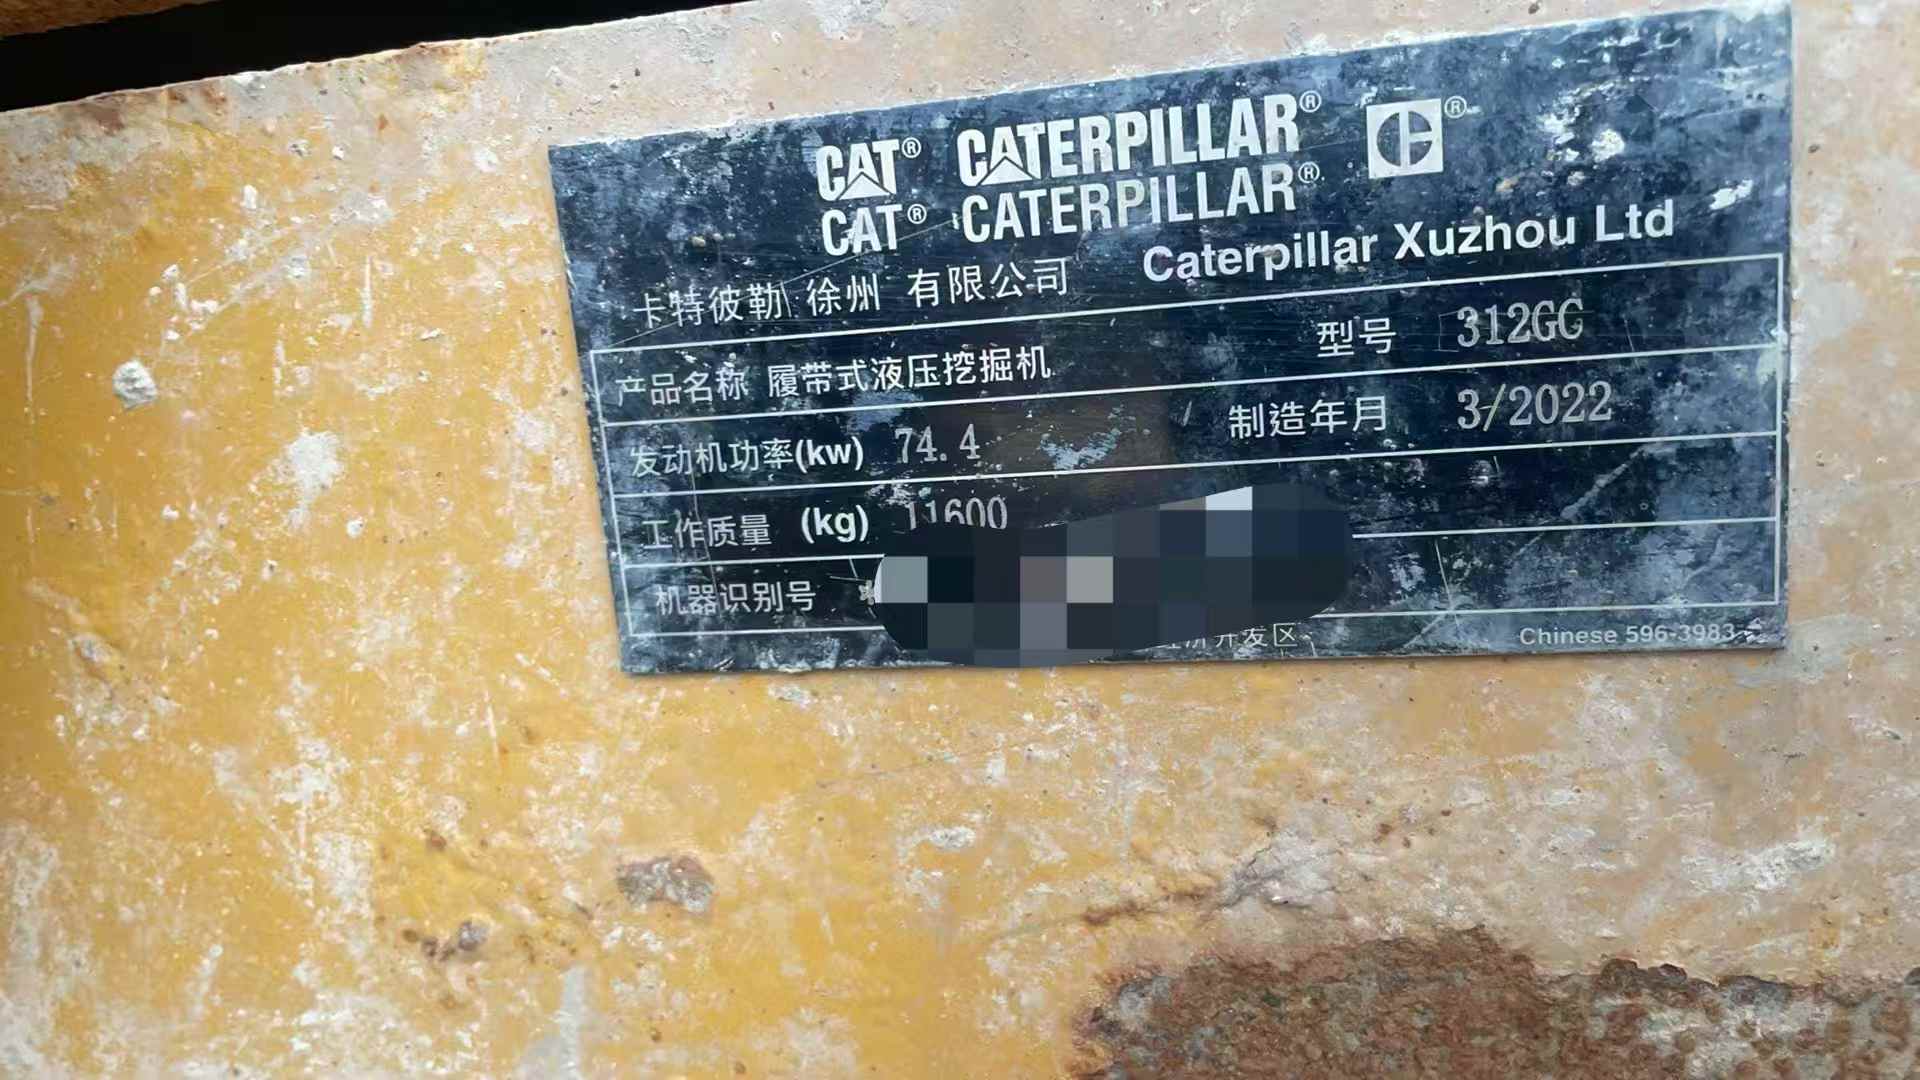 CAT® CATERPILLAR® ®
CAT® CATERPILLAR®
卡特彼勒 徐州 有限公司 Caterpillar Xuzhou Ltd
产品名称 履带式液压挖掘机 型号 312GC
发动机功率(kw) 74.4 制造年月 3/2022
工作质量 (kg) 11600
机器识别号
开发区 Chinese 596-3983